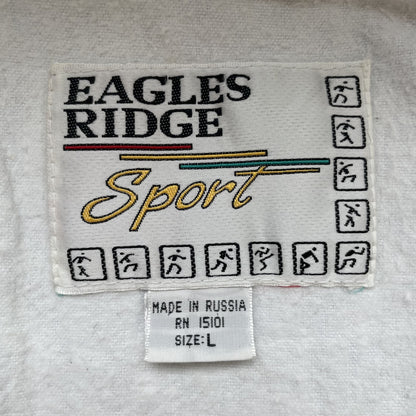 EAGLES
RIDGE
Sport
MADE IN RUSSIA
RN 15101
SIZE: L